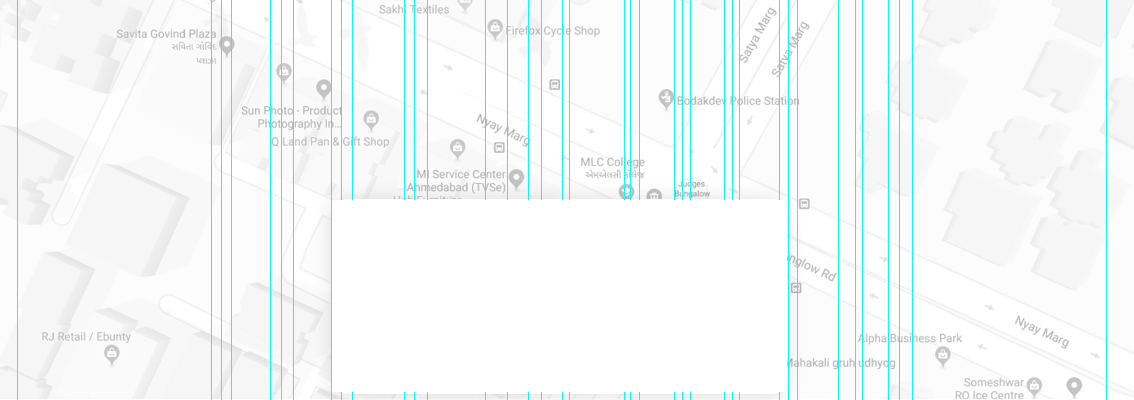 Sakhi Textiles
Savita Govind Plaza
સવિતા ગોવિંદ
પ્લાઝા
Firefox Cycle Shop
Satya Marg
Satya Marg
Sun Photo - Product
Photography In...
Bodakdev Police Station
Q Land Pan & Gift Shop
Nyay Marg
MLC College
એમએલસી કોલેજ
MI Service Center
Ahmedabad (TVSe)
Judges
Bungalow
nglow Rd
RJ Retail / Ebunty
Nyay Marg
Alpha Business Park
Mahakali gruh udhyog
Someshwar
RO Ice Centre